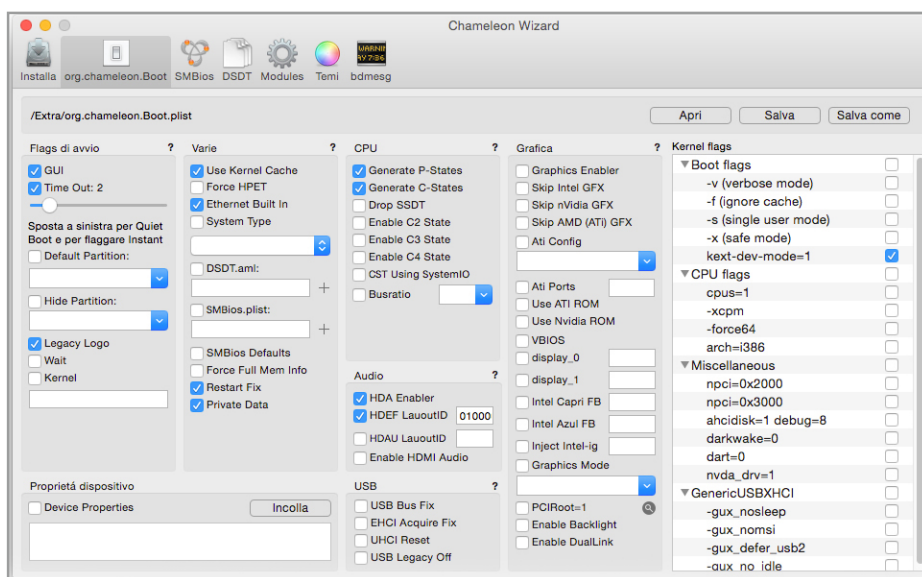 Chameleon Wizard
WARNIN
AY 7:36
Installa org.chameleon.Boot SMBios DSDT Modules Temi bdmesg
/Extra/org.chameleon.Boot.plist
Apri
Salva
Salva come
Flags di avvio ?
GUI
Time Out: 2
Sposta a sinistra per Quiet
Boot e per flaggare Instant
Default Partition:
Hide Partition:
Legacy Logo
Wait
Kernel
Varie ?
Use Kernel Cache
Force HPET
Ethernet Built In
System Type
DSDT.aml:
+
SMBios.plist:
+
SMBios Defaults
Force Full Mem Info
Restart Fix
Private Data
CPU ?
Generate P-States
Generate C-States
Drop SSDT
Enable C2 State
Enable C3 State
Enable C4 State
CST Using SystemIO
Busratio
Audio ?
HDA Enabler
HDEF LauoutID 01000
HDAU LauoutID
Enable HDMI Audio
Grafica ?
Graphics Enabler
Skip Intel GFX
Skip nVidia GFX
Skip AMD (ATi) GFX
Ati Config
Ati Ports
Use ATI ROM
Use Nvidia ROM
VBIOS
display_0
display_1
Intel Capri FB
Intel Azul FB
Inject Intel-ig
Graphics Mode
PCIRoot=1
Enable Backlight
Enable DualLink
Proprietá dispositivo
Device Properties
Incolla
USB ?
USB Bus Fix
EHCI Acquire Fix
UHCI Reset
USB Legacy Off
Kernel flags
Boot flags
-v (verbose mode)
-f (ignore cache)
-s (single user mode)
-x (safe mode)
kext-dev-mode=1
CPU flags
cpus=1
-xcpm
-force64
arch=i386
Miscellaneous
npci=0x2000
npci=0x3000
ahcidisk=1 debug=8
darkwake=0
dart=0
nvda_drv=1
GenericUSBXHCI
-gux_nosleep
-gux_nomsi
-gux_defer_usb2
-gux_no_idle